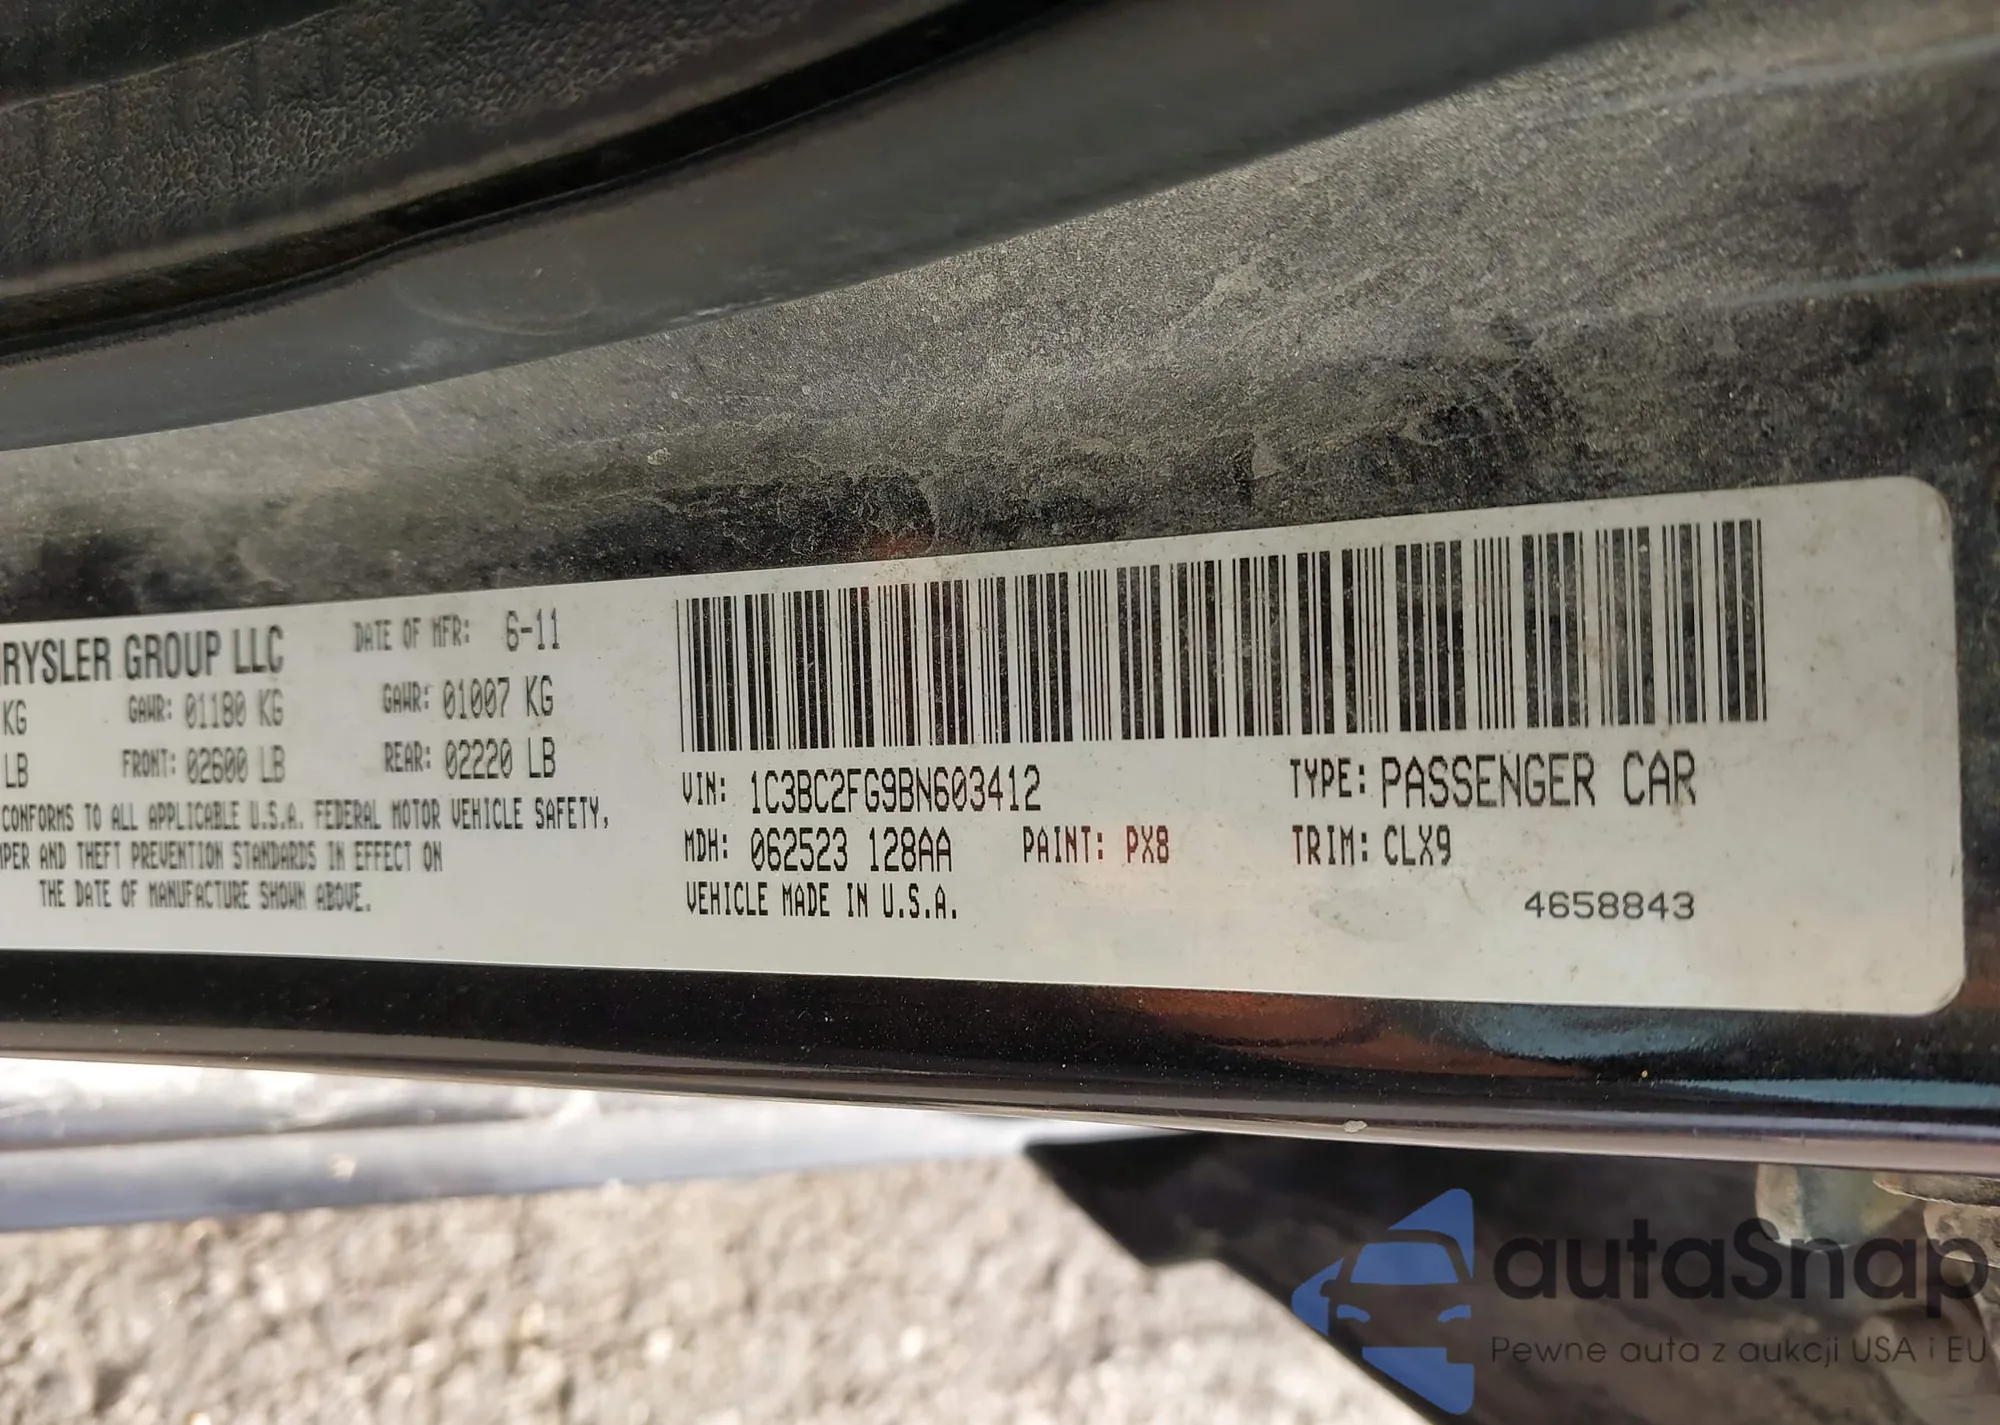 RYSLER GROUP LLC DATE OF MFR: 6-11
KG GAWR: 01180 KG GAWR: 01007 KG
LB FRONT: 02600 LB REAR: 02220 LB
CONFORMS TO ALL APPLICABLE U.S.A. FEDERAL MOTOR VEHICLE SAFETY,
PER AND THEFT PREVENTION STANDARDS IN EFFECT ON
THE DATE OF MANUFACTURE SHOWN ABOVE.
VIN: 1C3BC2FG9BN603412 TYPE: PASSENGER CAR
MDH: 062523 128AA PAINT: PX8 TRIM: CLX9
VEHICLE MADE IN U.S.A.
4658843
autaSnap
Pewne auta z aukcji USA i EU